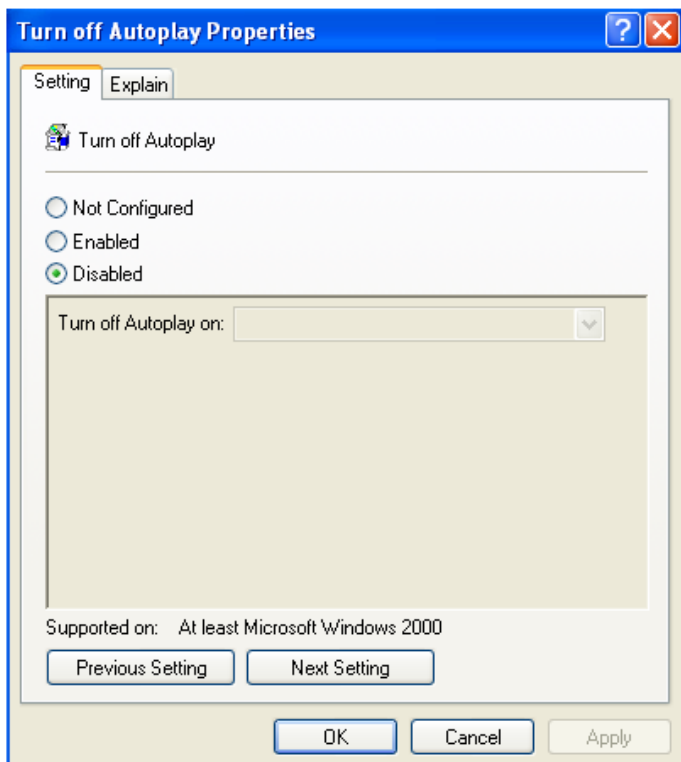 Turn off Autoplay Properties
?
Setting Explain
Turn off Autoplay
Not Configured
Enabled
Disabled
Turn off Autoplay on:
Supported on: At least Microsoft Windows 2000
Previous Setting Next Setting
OK Cancel Apply